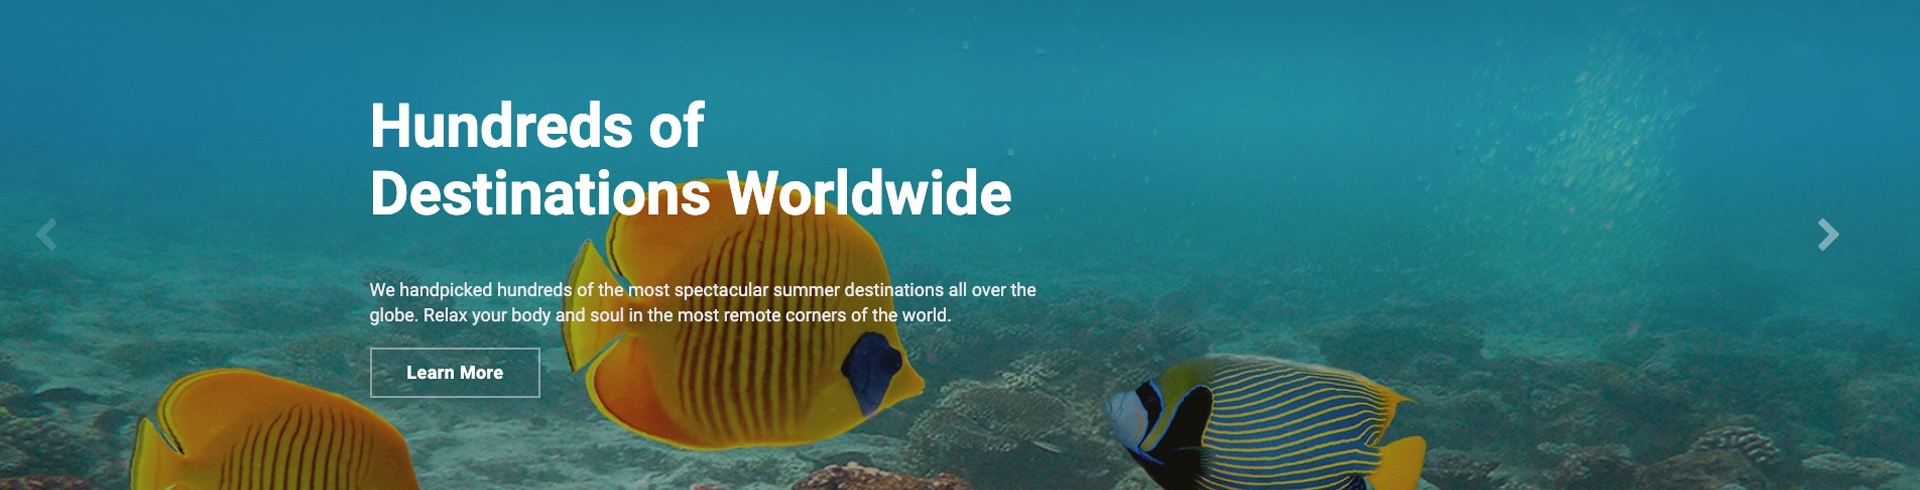 Hundreds of
Destinations Worldwide
We handpicked hundreds of the most spectacular summer destinations all over the
globe. Relax your body and soul in the most remote corners of the world.
Learn More